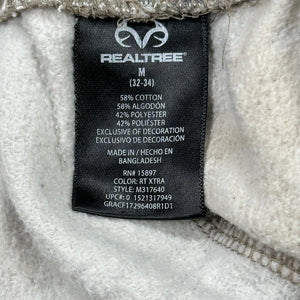 REALTREE
M
(32-34)
58% COTTON
58% ALGODÓN
42% POLYESTER
42% POLIÉSTER
EXCLUSIVE OF DECORATION
EXCLUSIVO DE DECORACIÓN
MADE IN / HECHO EN
BANGLADESH
RN# 15897
COLOR: RT XTRA
STYLE: M317640
UPC#: 0 1521317949
GRACF17296408R1D1